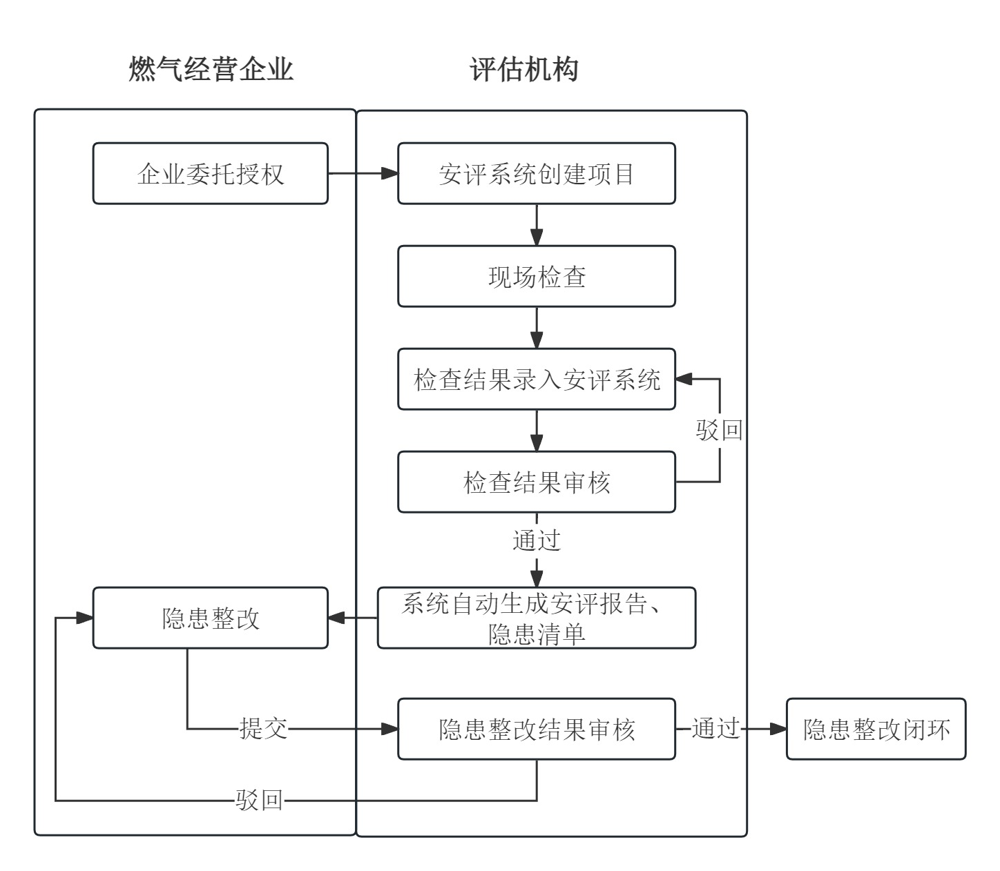 燃气经营企业
评估机构
企业委托授权
安评系统创建项目
现场检查
检查结果录入安评系统
驳回
检查结果审核
通过
隐患整改
系统自动生成安评报告、
隐患清单
提交
隐患整改结果审核
通过
隐患整改闭环
驳回